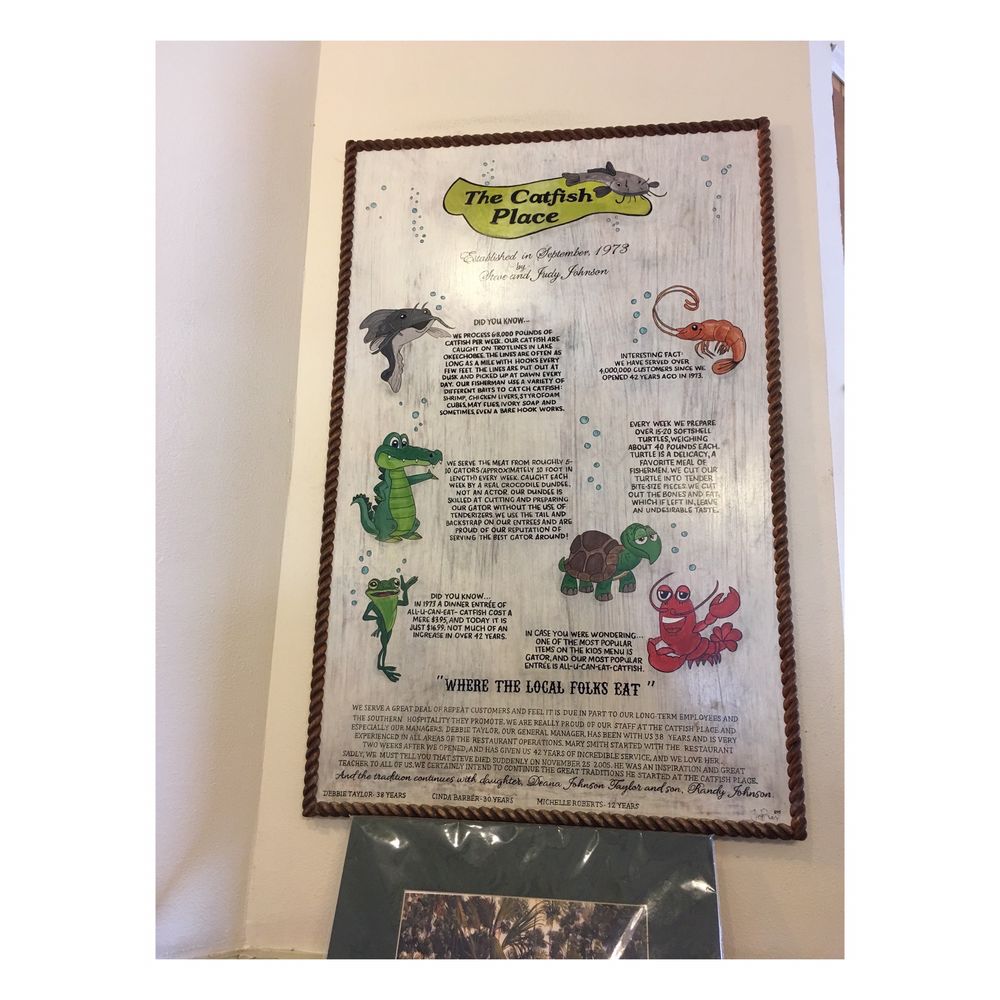 The Catfish
Place
Established in September, 1973
by
Steve and Judy Johnson
DID YOU KNOW...
WE PROCESS 6-8,000 POUNDS OF
CATFISH PER WEEK. OUR CATFISH ARE
CAUGHT ON TROTLINES IN LAKE
OKEECHOBEE. THE LINES ARE OFTEN AS
LONG AS A MILE WITH HOOKS EVERY
FEW FEET. THE LINES ARE PUT OUT AT
DUSK AND PICKED UP AT DAWN EVERY
DAY. OUR FISHERMAN USE A VARIETY OF
DIFFERENT BAITS TO CATCH CATFISH:
SHRIMP, CHICKEN LIVERS, STYROFOAM
CUBES, MAY FLIES, IVORY SOAP AND
SOMETIMES, EVEN A BARE HOOK WORKS.
INTERESTING FACT-
WE HAVE SERVED OVER
4,000,000 CUSTOMERS SINCE WE
OPENED 42 YEARS AGO IN 1973.
EVERY WEEK WE PREPARE
OVER 15-20 SOFTSHELL
TURTLES, WEIGHING
ABOUT 40 POUNDS EACH.
TURTLE IS A DELICACY, A
FAVORITE MEAL OF
FISHERMEN. WE CUT OUR
TURTLE INTO TENDER
BITE-SIZE PIECES. WE CUT
OUT THE BONES AND FAT,
WHICH IF LEFT IN, LEAVE
AN UNDESIRABLE TASTE.
WE SERVE THE MEAT FROM ROUGHLY 5-
10 GATORS (APPROXIMATELY 10 FOOT IN
LENGTH) EVERY WEEK. CAUGHT EACH
WEEK BY A REAL CROCODILE DUNDEE,
NOT AN ACTOR. OUR DUNDEE IS
SKILLED AT CUTTING AND PREPARING
OUR GATOR WITHOUT THE USE OF
TENDERIZERS. WE USE THE TAIL AND
BACKSTRAP ON OUR ENTREES AND ARE
PROUD OF OUR REPUTATION OF
SERVING THE BEST GATOR AROUND!
DID YOU KNOW...
IN 1973 A DINNER ENTRÉE OF
ALL-U-CAN-EAT- CATFISH COST A
MERE $3.95, AND TODAY IT IS
JUST $16.99. NOT MUCH OF AN
INCREASE IN OVER 42 YEARS.
IN CASE YOU WERE WONDERING...
ONE OF THE MOST POPULAR
ITEMS ON THE KIDS MENU IS
GATOR, AND OUR MOST POPULAR
ENTRÉE IS ALL-U-CAN-EAT-CATFISH.
"WHERE THE LOCAL FOLKS EAT"
WE SERVE A GREAT DEAL OF REPEAT CUSTOMERS AND FEEL IT IS DUE IN PART TO OUR LONG-TERM EMPLOYEES AND
THE SOUTHERN HOSPITALITY THEY PROMOTE. WE ARE REALLY PROUD OF OUR STAFF AT THE CATFISH PLACE AND
ESPECIALLY OUR MANAGERS. DEBBIE TAYLOR, OUR GENERAL MANAGER, HAS BEEN WITH US 38 YEARS AND IS VERY
EXPERIENCED IN ALL AREAS OF THE RESTAURANT OPERATIONS. MARY SMITH STARTED WITH THE RESTAURANT
TWO WEEKS AFTER WE OPENED, AND HAS GIVEN US 42 YEARS OF INCREDIBLE SERVICE, AND WE LOVE HER.
SADLY, WE MUST TELL YOU THAT STEVE DIED SUDDENLY ON NOVEMBER 25 2005. HE WAS AN INSPIRATION AND GREAT
TEACHER TO ALL OF US. WE CERTAINLY INTEND TO CONTINUE THE GREAT TRADITIONS HE STARTED AT THE CATFISH PLACE.
And the tradition continues with daughter, Deana Johnson Taylor and son, Randy Johnson.
DEBBIE TAYLOR- 38 YEARS CINDA BARBER- 30 YEARS MICHELLE ROBERTS- 12 YEARS